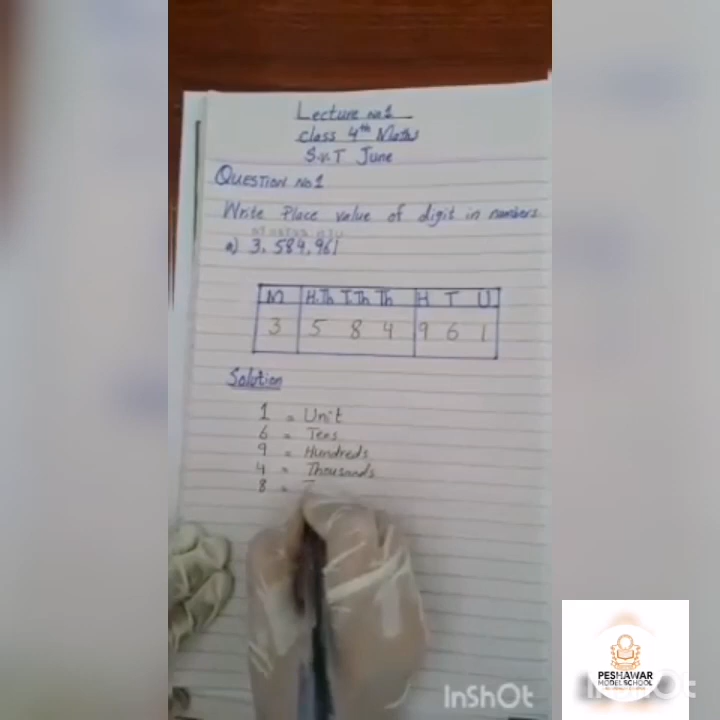 Lecture No 1
class 4th Maths
S.V.T June
QUESTION No 1
Write Place value of digit in numbers
a) 3,584,961
M H.Th T.Th Th H T U
3 5 8 4 9 6 1
Solution
1 = Unit
6 = Tens
9 = Hundreds
4 = Thousands
8 = T
PESHAWAR
MODEL SCHOOL
InShOt